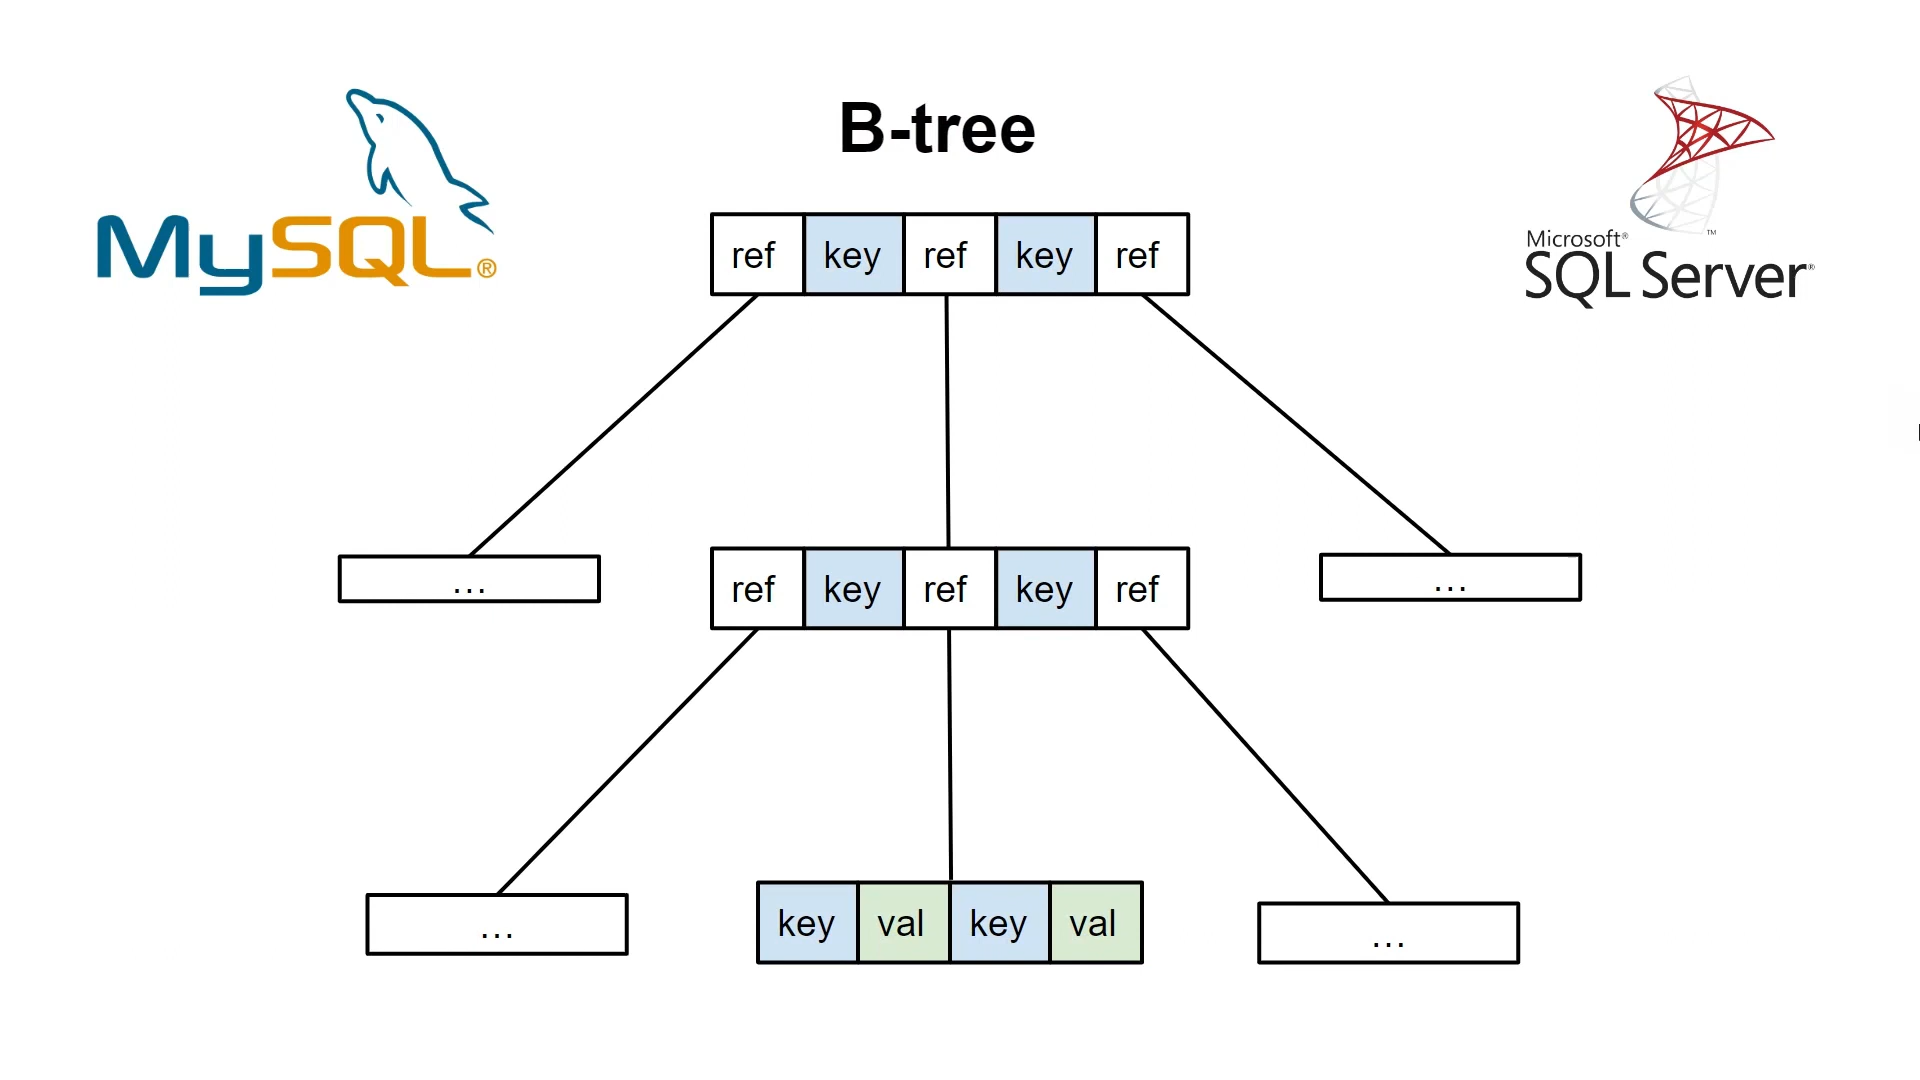 B-tree
MySQL®
™
Microsoft®
SQL Server®
ref key ref key ref
...
ref key ref key ref
...
...
key val key val
...